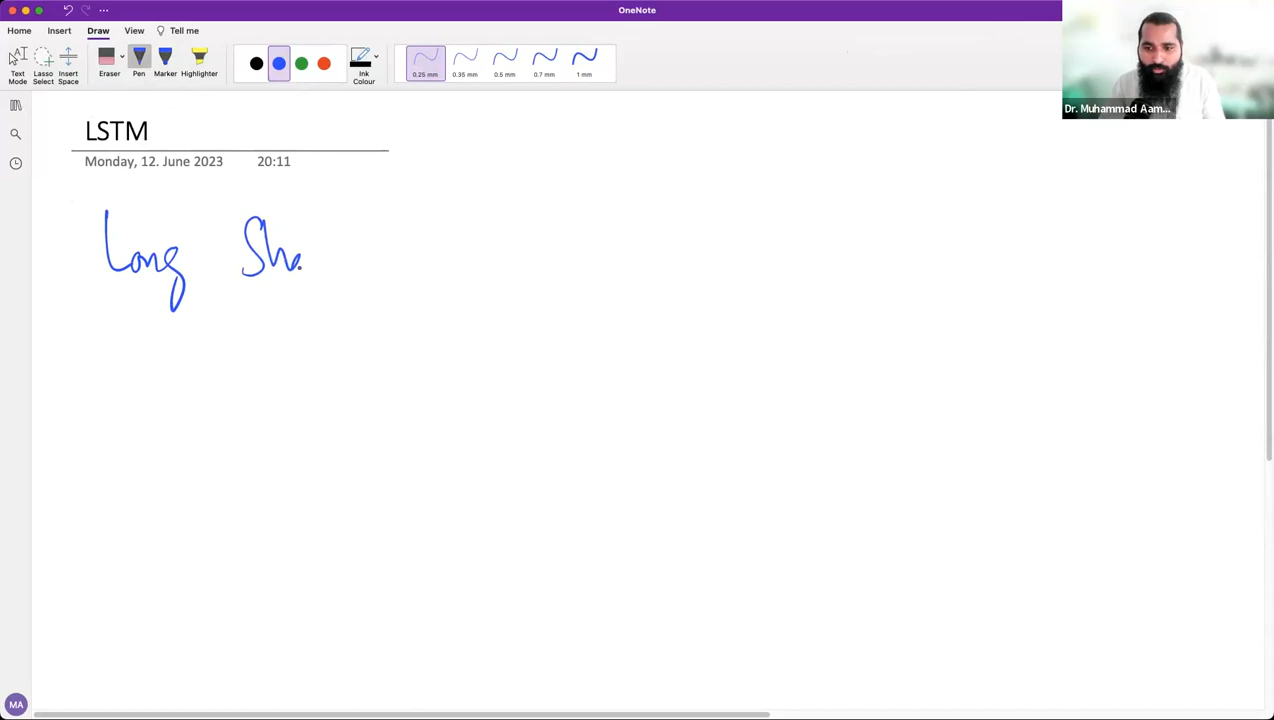 OneNote
Home Insert Draw View Tell me
Text Mode
Lasso Select
Insert Space
Eraser
Pen
Marker
Highlighter
Ink Colour
0.25 mm 0.35 mm 0.5 mm 0.7 mm 1 mm
Dr. Muhammad Aam...
LSTM
Monday, 12. June 2023 20:11
Long Sho
MA